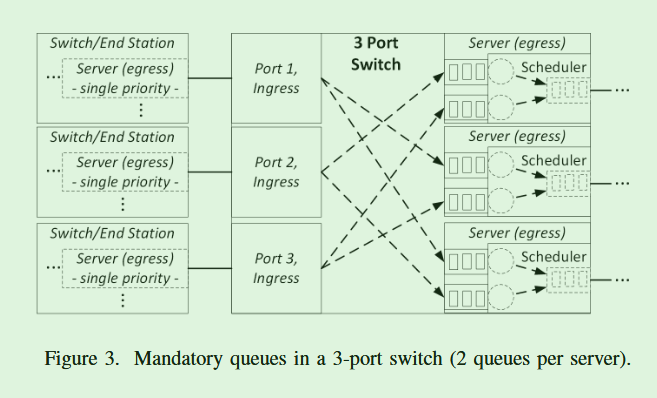 Switch/End Station
... Server (egress)
- single priority -
⋮
Switch/End Station
... Server (egress)
- single priority -
⋮
Switch/End Station
... Server (egress)
- single priority -
⋮
Port 1,
Ingress
Port 2,
Ingress
Port 3,
Ingress
3 Port
Switch
Server (egress)
Scheduler
...
Server (egress)
Scheduler
...
Server (egress)
Scheduler
...
Figure 3. Mandatory queues in a 3-port switch (2 queues per server).